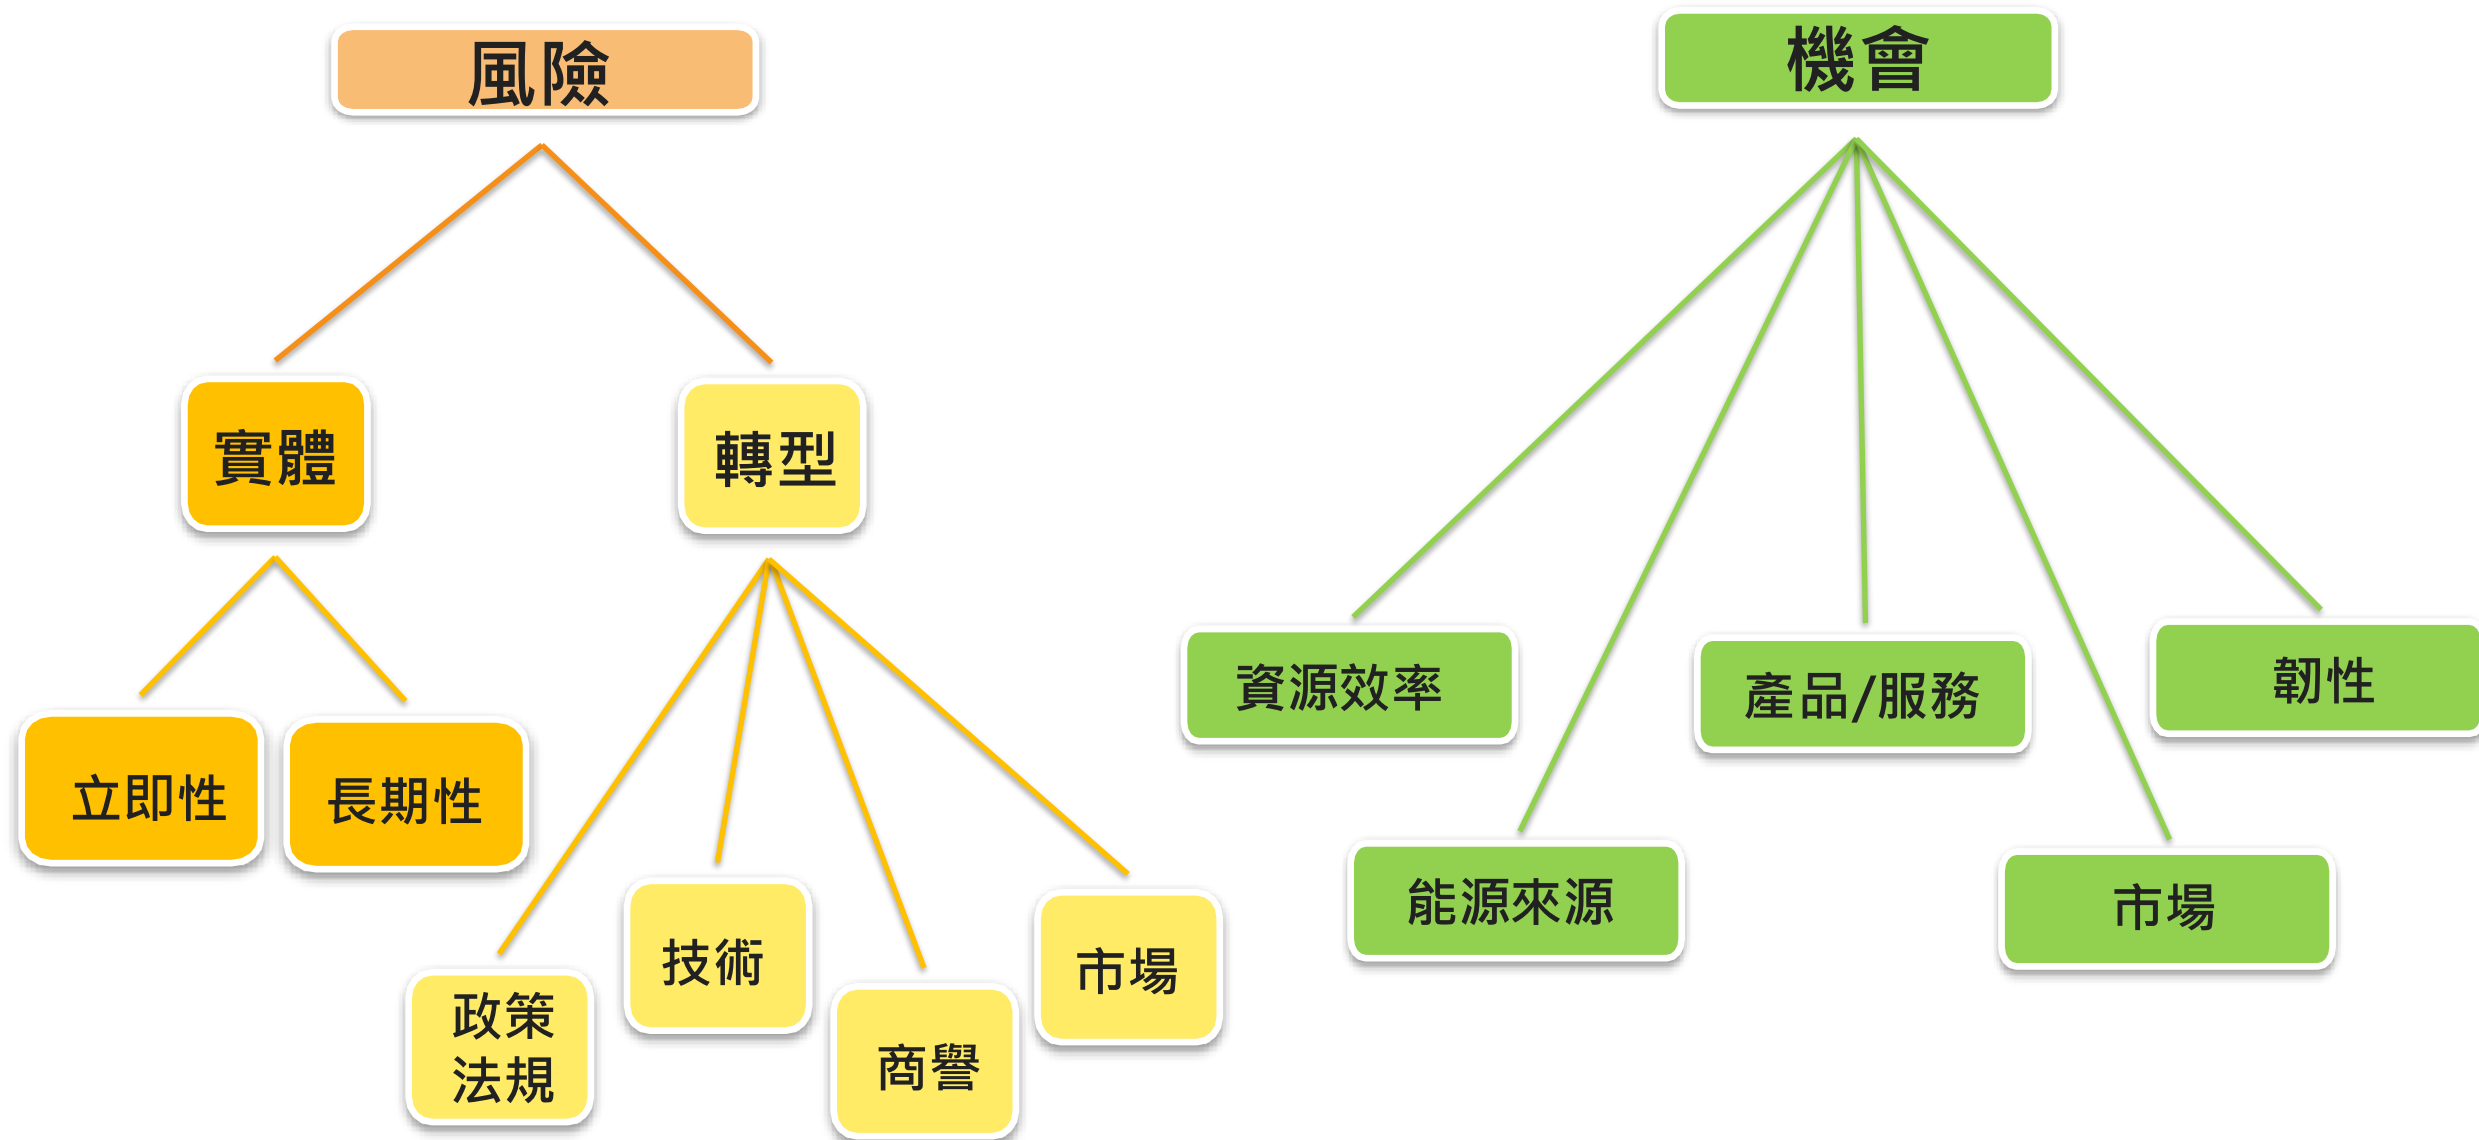 風險
實體
轉型
立即性
長期性
政策
法規
技術
商譽
市場
機會
資源效率
能源來源
產品/服務
市場
韌性